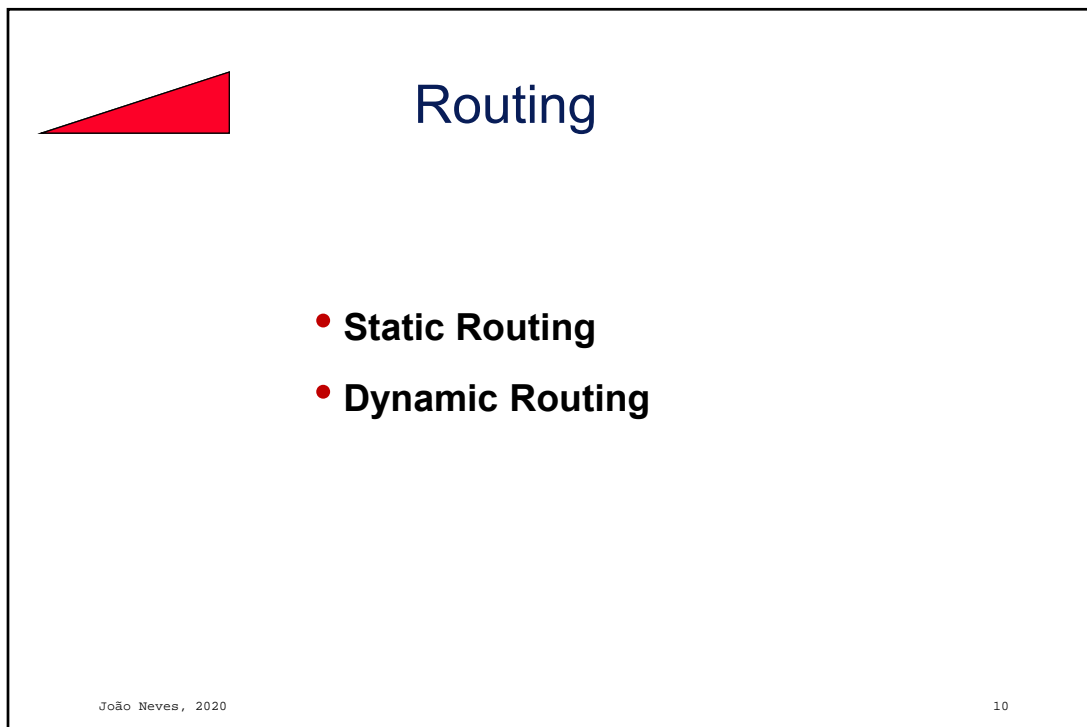 Routing
• Static Routing
• Dynamic Routing
João Neves, 2020
10